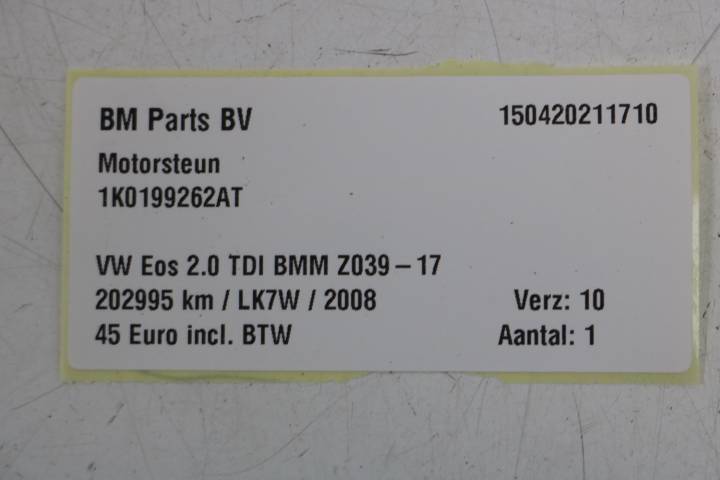 BM Parts BV 150420211710
Motorsteun
1K0199262AT
VW Eos 2.0 TDI BMM Z039 – 17
202995 km / LK7W / 2008 Verz: 10
45 Euro incl. BTW Aantal: 1